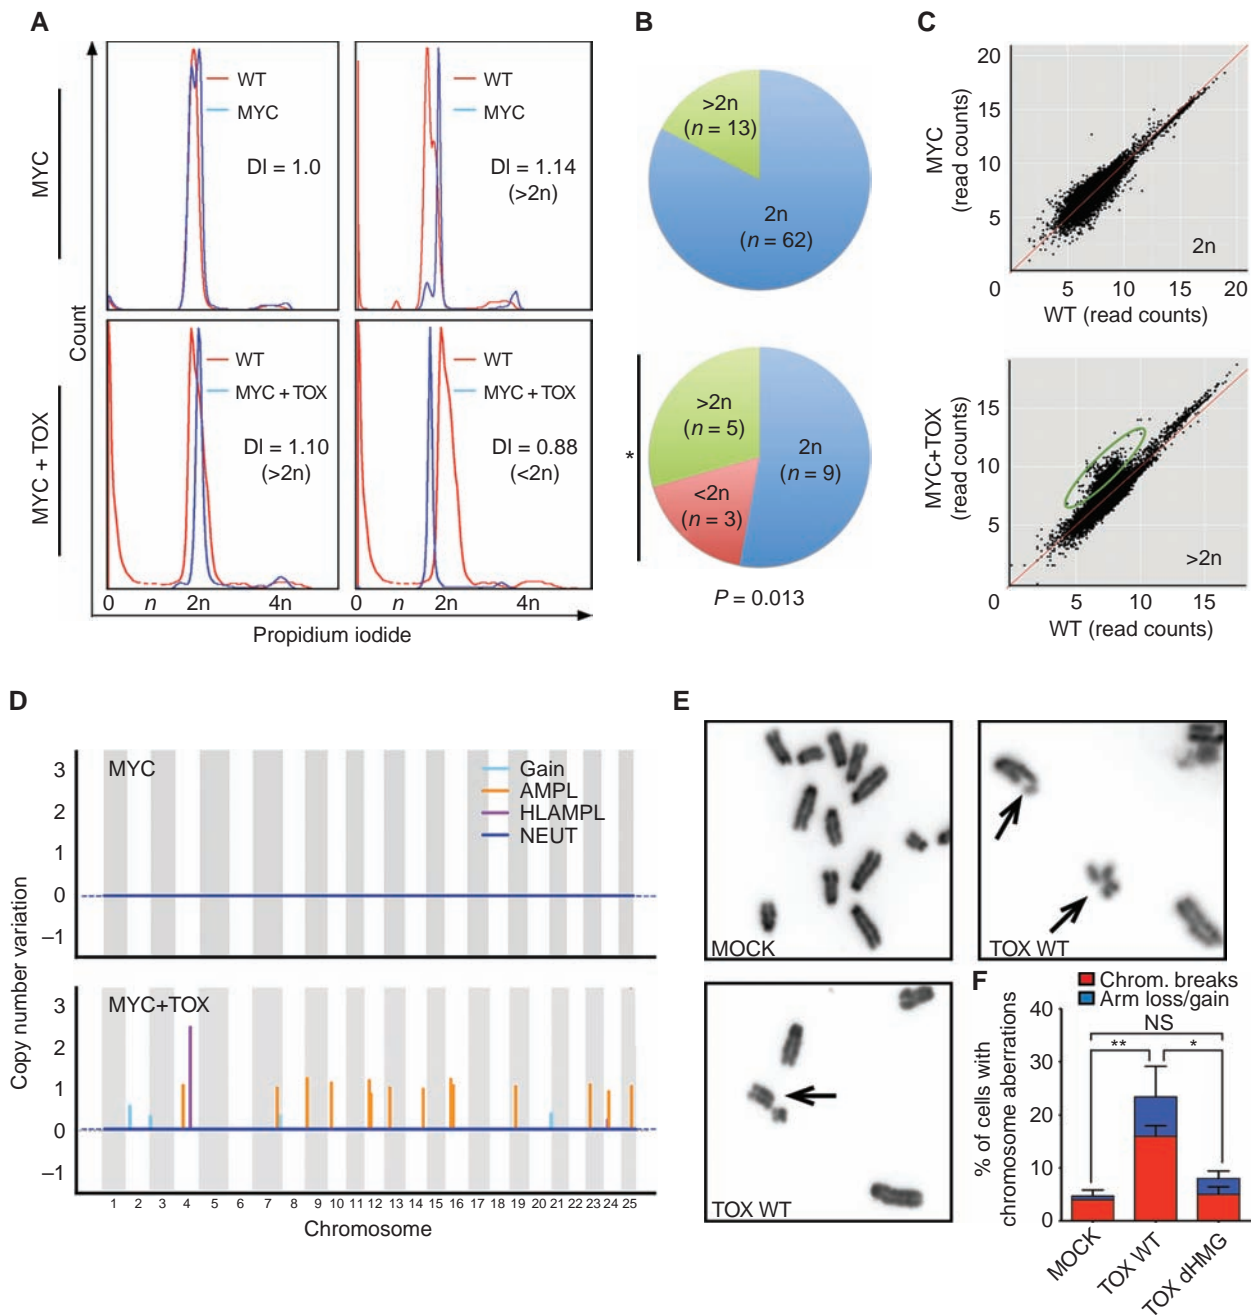 A
WT
MYC
DI = 1.0
WT
MYC
DI = 1.14
(>2n)
MYC
WT
MYC + TOX
DI = 1.10
(>2n)
WT
MYC + TOX
DI = 0.88
(<2n)
MYC + TOX
Count
0 n 2n 4n
0 n 2n 4n
Propidium iodide
B
>2n
(n = 13)
2n
(n = 62)
*
>2n
(n = 5)
2n
(n = 9)
<2n
(n = 3)
P = 0.013
C
MYC
(read counts)
20
15
10
5
0 5 10 15 20
2n
WT (read counts)
MYC+TOX
(read counts)
15
10
5
0 5 10 15
>2n
WT (read counts)
D
Copy number variation
3
2
1
0
–1
MYC
Gain
AMPL
HLAMPL
NEUT
3
2
1
0
–1
MYC+TOX
1 2 3 4 6 7 8 9 10 11 12 13 14 15 16 17 18 19 20 21 22 23 24 25
Chromosome
E
MOCK
TOX WT
TOX WT
F
Chrom. breaks
Arm loss/gain
% of cells with
chromosome aberrations
40
30
20
10
0
NS
** *
MOCK
TOX WT
TOX dHMG